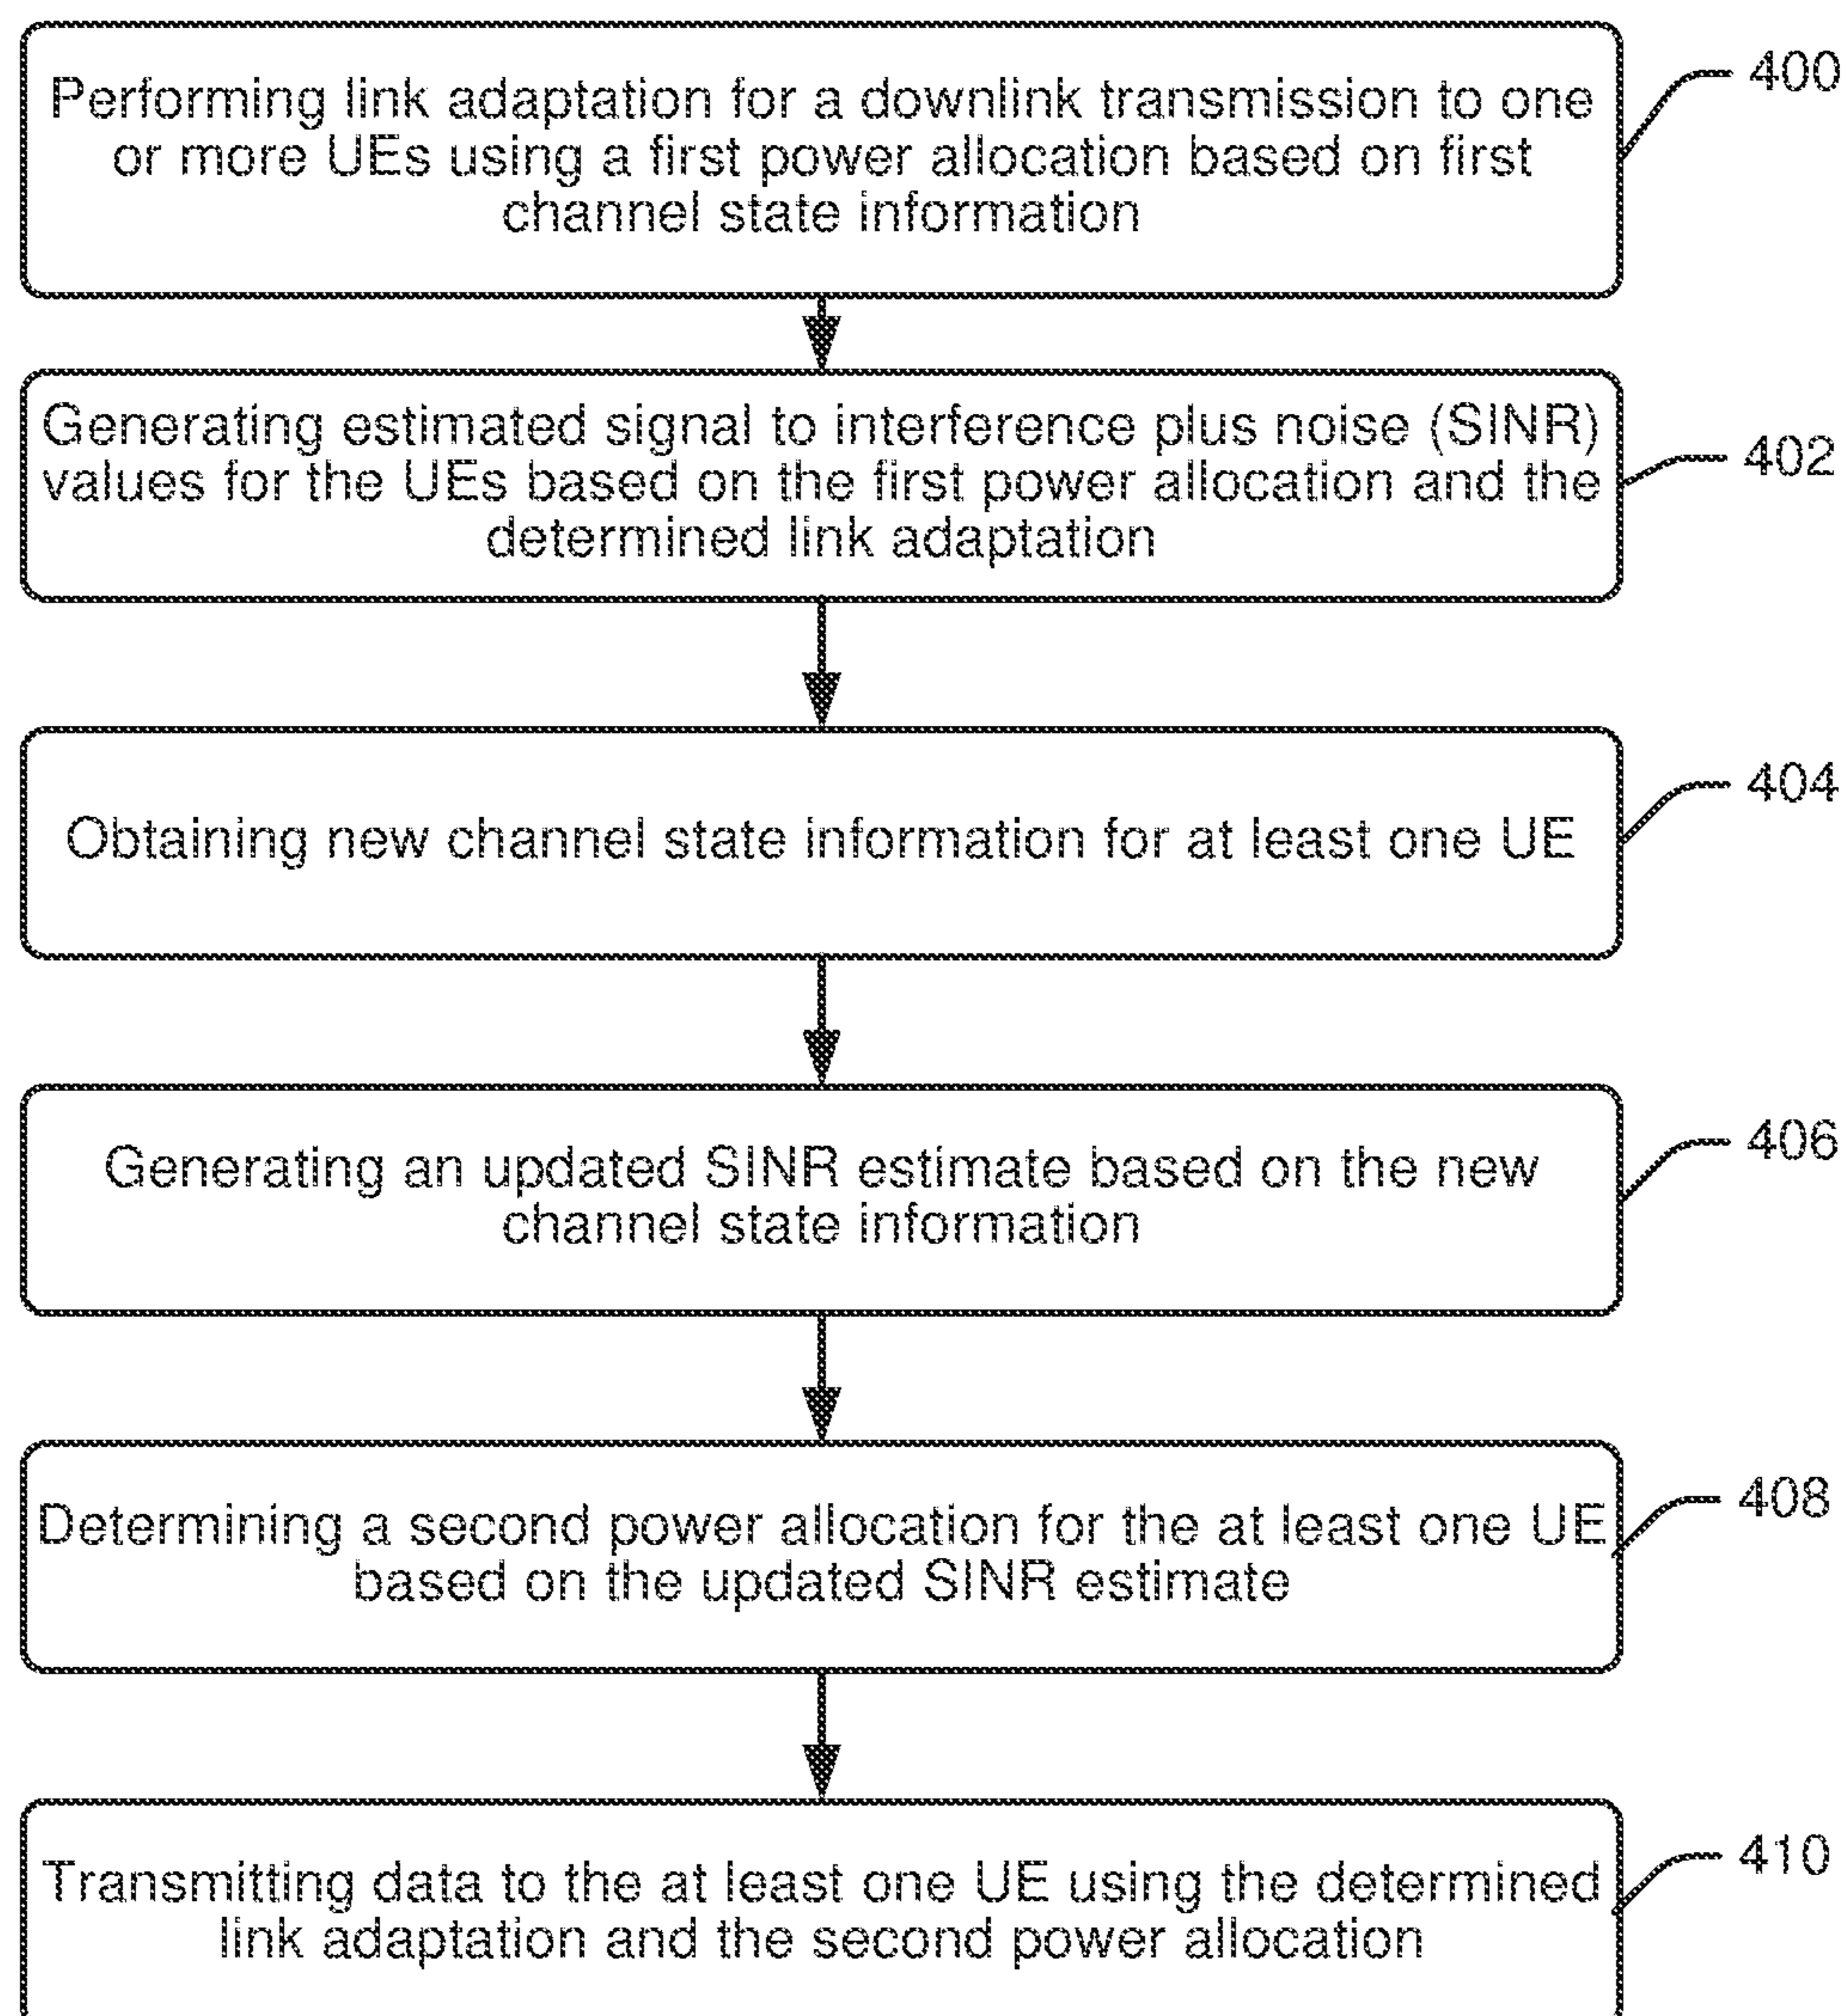 Performing link adaptation for a downlink transmission to one
or more UEs using a first power allocation based on first
channel state information
400
Generating estimated signal to interference plus noise (SINR)
values for the UEs based on the first power allocation and the
determined link adaptation
402
Obtaining new channel state information for at least one UE
404
Generating an updated SINR estimate based on the new
channel state information
406
Determining a second power allocation for the at least one UE
based on the updated SINR estimate
408
Transmitting data to the at least one UE using the determined
link adaptation and the second power allocation
410